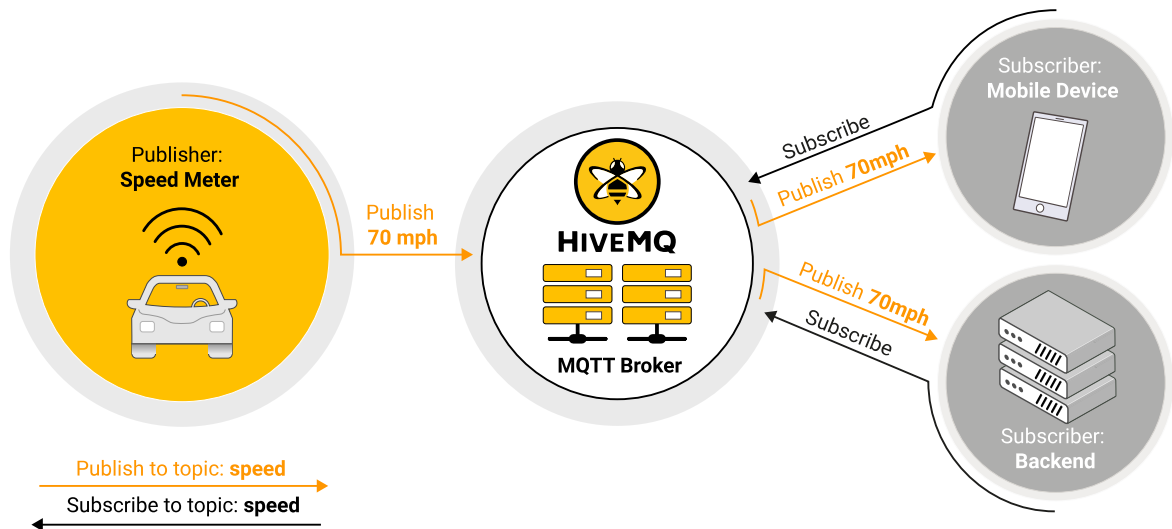 Publisher:
Speed Meter
Publish
70 mph
HIVEMQ
MQTT Broker
Subscribe
Publish 70mph
Subscriber:
Mobile Device
Publish 70mph
Subscribe
Subscriber:
Backend
Publish to topic: speed
Subscribe to topic: speed